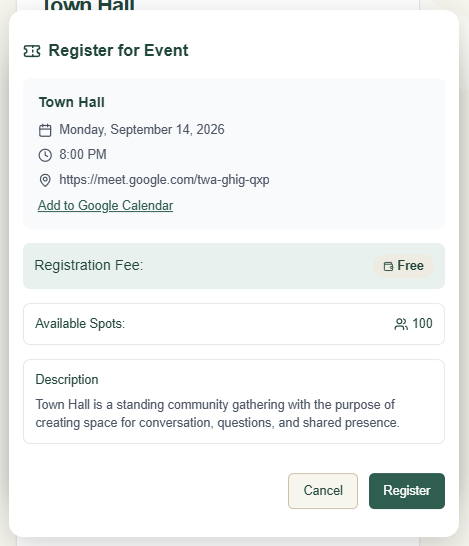 Town Hall
Register for Event
Town Hall
Monday, September 14, 2026
8:00 PM
https://meet.google.com/twa-ghig-qxp
Add to Google Calendar
Registration Fee:
Free
Available Spots:
100
Description
Town Hall is a standing community gathering with the purpose of
creating space for conversation, questions, and shared presence.
Cancel
Register